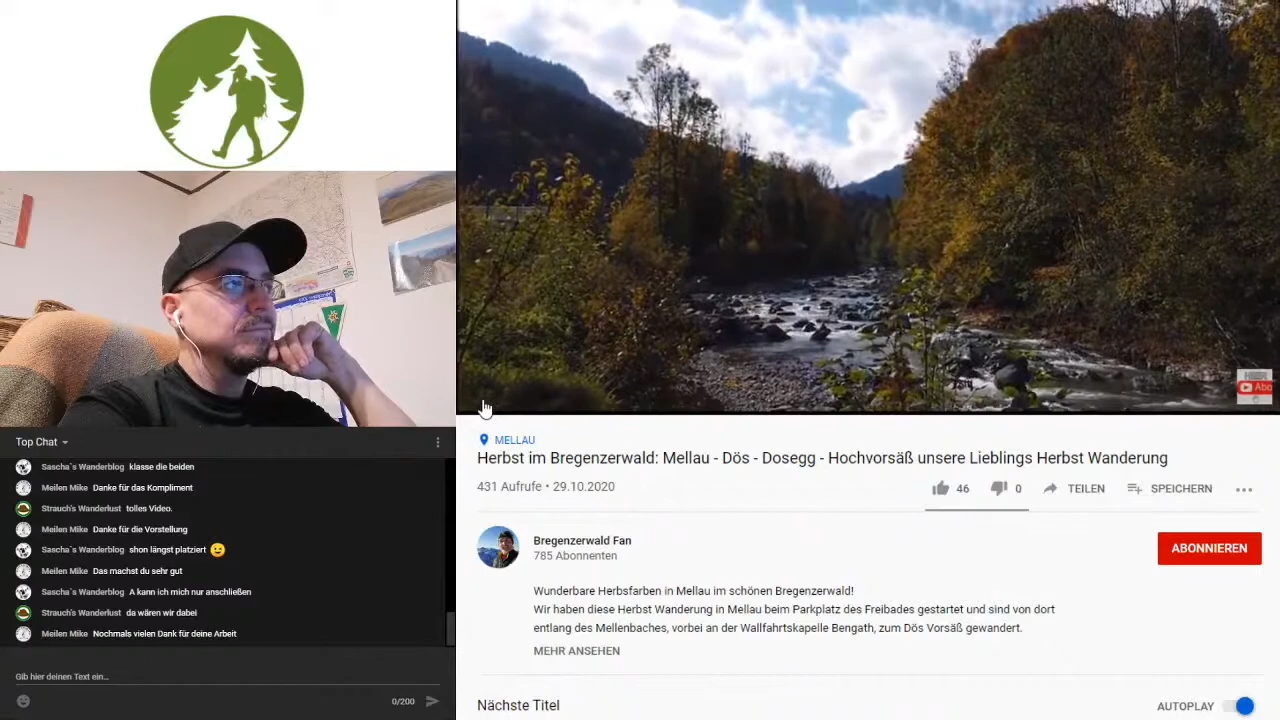 Top Chat
Sascha`s Wanderblog klasse die beiden
Meilen Mike Danke für das Kompliment
Strauch's Wanderlust tolles Video.
Meilen Mike Danke für die Vorstellung
Sascha`s Wanderblog shon längst platziert
Meilen Mike Das machst du sehr gut
Sascha`s Wanderblog A kann ich mich nur anschließen
Strauch's Wanderlust da wären wir dabei
Meilen Mike Nochmals vielen Dank für deine Arbeit
Gib hier deinen Text ein...
0/200
HIER
Abo
MELLAU
Herbst im Bregenzerwald: Mellau - Dös - Dosegg - Hochvorsäß unsere Lieblings Herbst Wanderung
431 Aufrufe • 29.10.2020
46
0
TEILEN
SPEICHERN
Bregenzerwald Fan
785 Abonnenten
ABONNIEREN
Wunderbare Herbsfarben in Mellau im schönen Bregenzerwald!
Wir haben diese Herbst Wanderung in Mellau beim Parkplatz des Freibades gestartet und sind von dort
entlang des Mellenbaches, vorbei an der Wallfahrtskapelle Bengath, zum Dös Vorsäß gewandert.
MEHR ANSEHEN
Nächste Titel
AUTOPLAY